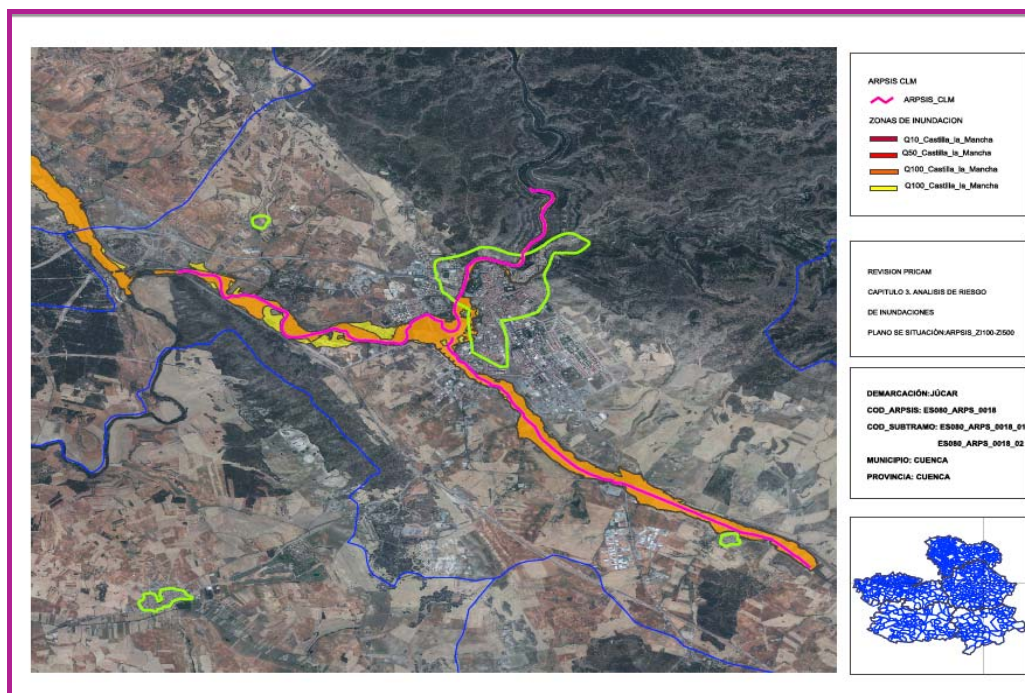 ARPSIS CLM
ARPSIS_CLM
ZONAS DE INUNDACION
Q10_Castilla_la_Mancha
Q50_Castilla_la_Mancha
Q100_Castilla_la_Mancha
Q100_Castilla_la_Mancha
REVISION PRICAM
CAPITULO 3. ANALISIS DE RIESGO
DE INUNDACIONES
PLANO SE SITUACIÓN:ARPSIS_ZI100-ZI500
DEMARCACIÓN:JÚCAR
COD_ARPSIS: ES080_ARPS_0018
COD_SUBTRAMO: ES080_ARPS_0018_01
ES080_ARPS_0018_02
MUNICIPIO: CUENCA
PROVINCIA: CUENCA